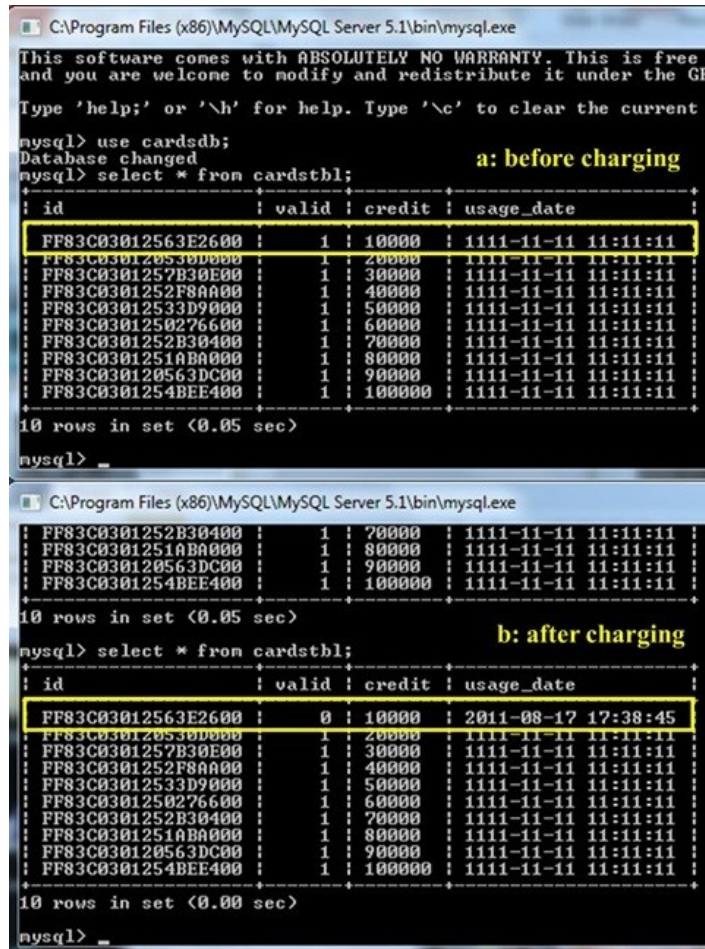 C:\Program Files (x86)\MySQL\MySQL Server 5.1\bin\mysql.exe
This software comes with ABSOLUTELY NO WARRANTY. This is free
and you are welcome to modify and redistribute it under the
Type 'help;' or '\h' for help. Type '\c' to clear the current
mysql> use cardsdb;
Database changed
a: before charging
mysql> select * from cardstbl;
| id | valid | credit | usage_date |
| FF83C03012563E2600 | 1 | 10000 | 1111-11-11 11:11:11 |
| FF83C0301120530D000 | 1 | 20000 | 1111-11-11 11:11:11 |
| FF83C0301257B30E00 | 1 | 30000 | 1111-11-11 11:11:11 |
| FF83C0301252F8AA00 | 1 | 40000 | 1111-11-11 11:11:11 |
| FF83C03012533D9000 | 1 | 50000 | 1111-11-11 11:11:11 |
| FF83C0301250276600 | 1 | 60000 | 1111-11-11 11:11:11 |
| FF83C0301252B30400 | 1 | 70000 | 1111-11-11 11:11:11 |
| FF83C0301251ABA000 | 1 | 80000 | 1111-11-11 11:11:11 |
| FF83C030120563DC00 | 1 | 90000 | 1111-11-11 11:11:11 |
| FF83C0301254BEE400 | 1 | 100000 | 1111-11-11 11:11:11 |
10 rows in set (0.05 sec)
mysql> _
C:\Program Files (x86)\MySQL\MySQL Server 5.1\bin\mysql.exe
| FF83C0301252B30400 | 1 | 70000 | 1111-11-11 11:11:11 |
| FF83C0301251ABA000 | 1 | 80000 | 1111-11-11 11:11:11 |
| FF83C030120563DC00 | 1 | 90000 | 1111-11-11 11:11:11 |
| FF83C0301254BEE400 | 1 | 100000 | 1111-11-11 11:11:11 |
10 rows in set (0.05 sec)
b: after charging
mysql> select * from cardstbl;
| id | valid | credit | usage_date |
| FF83C03012563E2600 | 0 | 10000 | 2011-08-17 17:38:45 |
| 1 | 20000 | 1111-11-11 11:11:11 |
| FF83C0301257B30E00 | 1 | 30000 | 1111-11-11 11:11:11 |
| FF83C0301252F8AA00 | 1 | 40000 | 1111-11-11 11:11:11 |
| FF83C03012533D9000 | 1 | 50000 | 1111-11-11 11:11:11 |
| FF83C0301250276600 | 1 | 60000 | 1111-11-11 11:11:11 |
| FF83C0301252B30400 | 1 | 70000 | 1111-11-11 11:11:11 |
| FF83C0301251ABA000 | 1 | 80000 | 1111-11-11 11:11:11 |
| FF83C030120563DC00 | 1 | 90000 | 1111-11-11 11:11:11 |
| FF83C0301254BEE400 | 1 | 100000 | 1111-11-11 11:11:11 |
10 rows in set (0.00 sec)
mysql> _